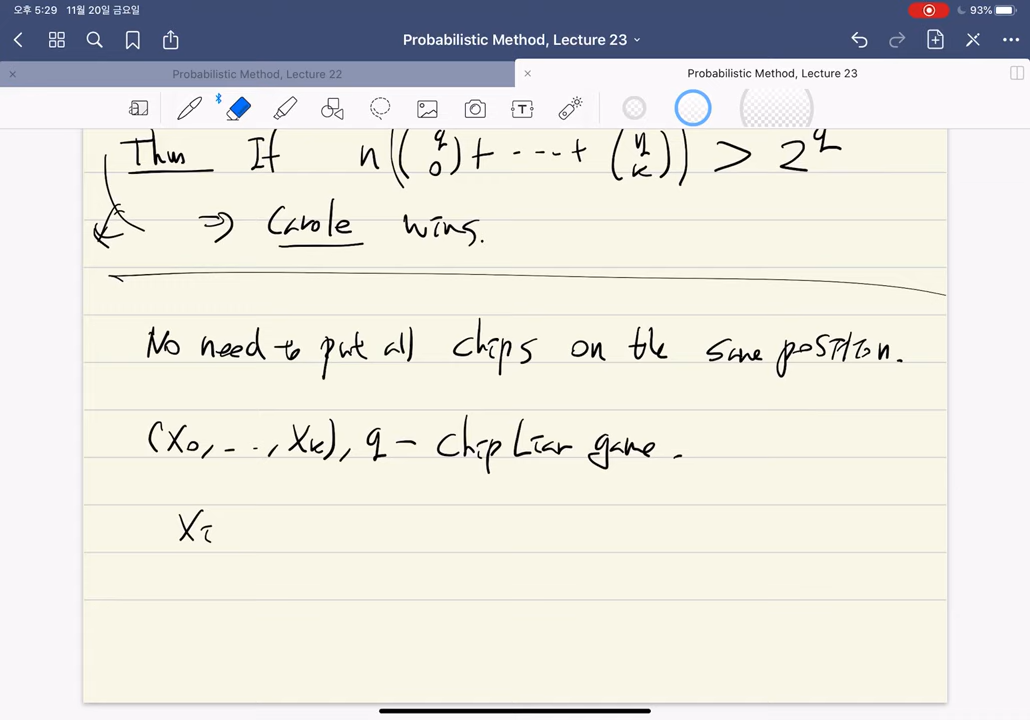 오후 5:29 11월 20일 금요일 93%
Probabilistic Method, Lecture 23
Probabilistic Method, Lecture 22
Probabilistic Method, Lecture 23
Thm If n((q 0)+ ---- + (q k)) > 2^q
⇒ Carole wins.
No need to put all chips on the same position.
(x₀, - .., xₖ), q - chip Liar game.
xᵢ